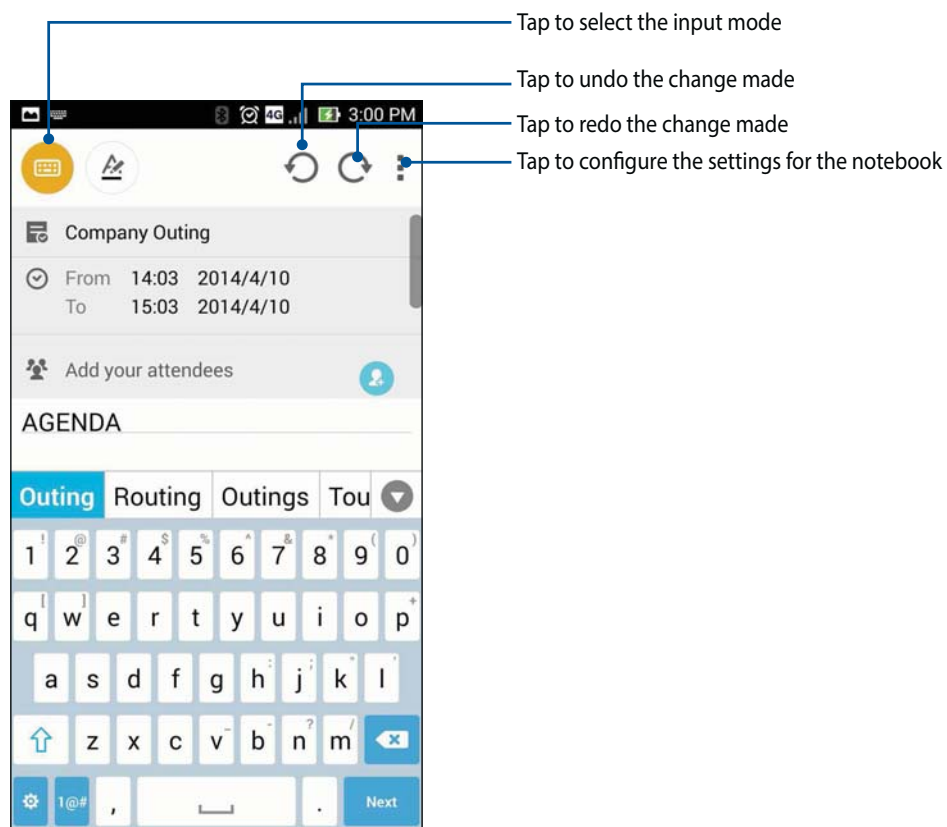 Tap to select the input mode
Tap to undo the change made
Tap to redo the change made
Tap to configure the settings for the notebook
4G 3:00 PM
Company Outing
From 14:03 2014/4/10
To 15:03 2014/4/10
Add your attendees
AGENDA
Outing Routing Outings Tou
1 ! 2 @ 3 # 4 $ 5 % 6 ^ 7 & 8 * 9 ( 0 )
q [ w ] e r t y u i o p +
a s d f g h : j ; k " l '
z x c v _ b - n ? m /
1@# , . Next